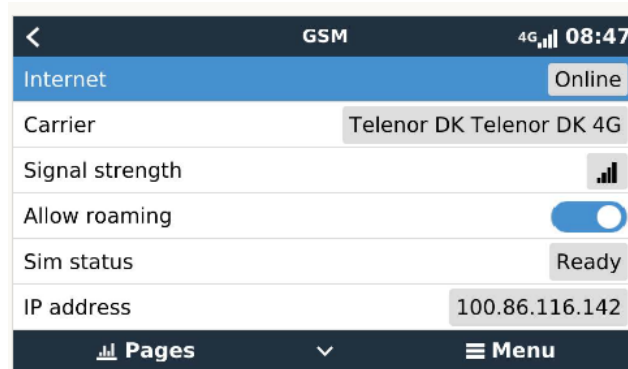 GSM 4G 08:47
Internet Online
Carrier Telenor DK Telenor DK 4G
Signal strength
Allow roaming
Sim status Ready
IP address 100.86.116.142
Pages Menu